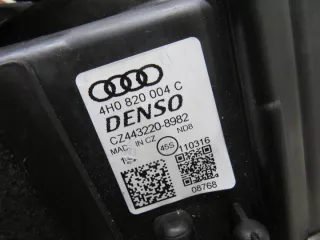 4H0 820 004 C
DENSO
CZ443220-8982
MADE IN CZ ND8
45S
110316
08768